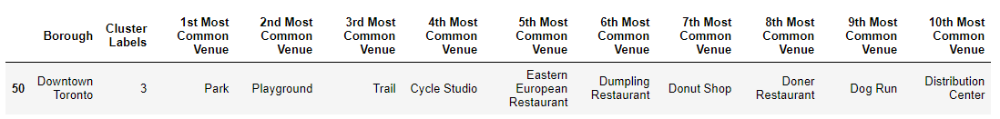 Borough Cluster Labels 1st Most Common Venue 2nd Most Common Venue 3rd Most Common Venue 4th Most Common Venue 5th Most Common Venue 6th Most Common Venue 7th Most Common Venue 8th Most Common Venue 9th Most Common Venue 10th Most Common Venue
50 Downtown Toronto 3 Park Playground Trail Cycle Studio Eastern European Restaurant Dumpling Restaurant Donut Shop Doner Restaurant Dog Run Distribution Center